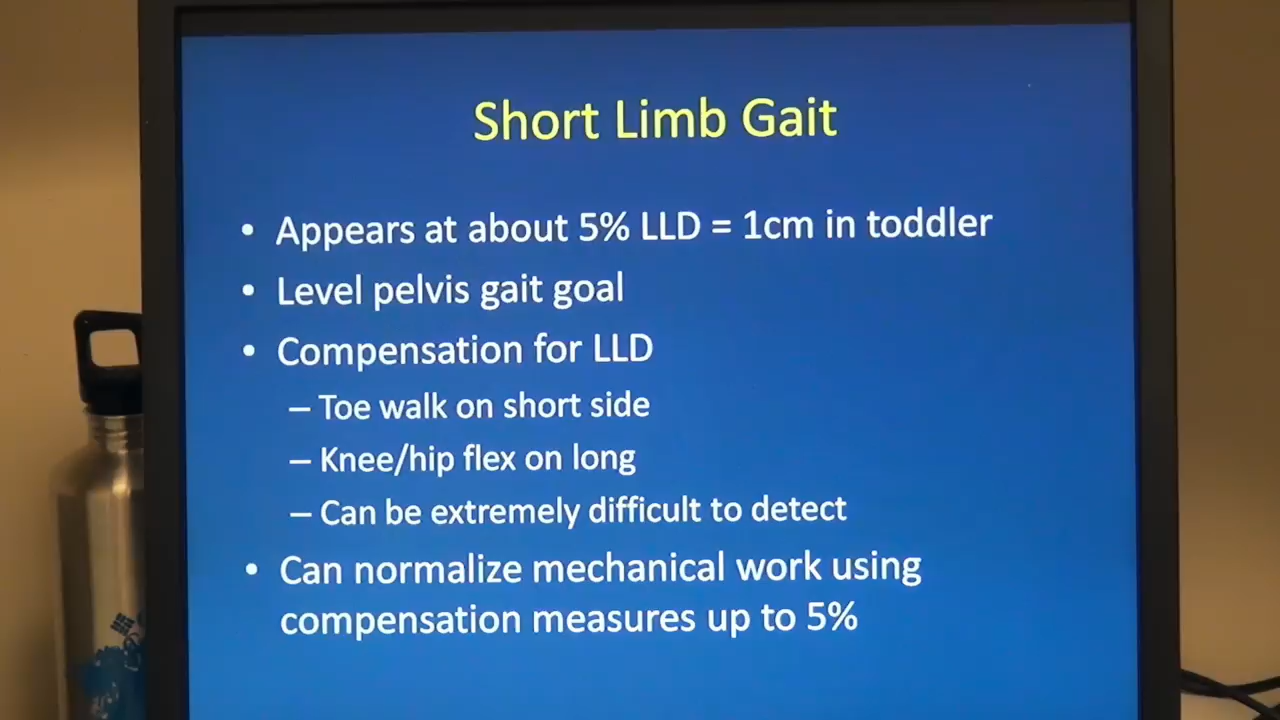 Short Limb Gait
• Appears at about 5% LLD = 1cm in toddler
• Level pelvis gait goal
• Compensation for LLD
– Toe walk on short side
– Knee/hip flex on long
– Can be extremely difficult to detect
• Can normalize mechanical work using
compensation measures up to 5%